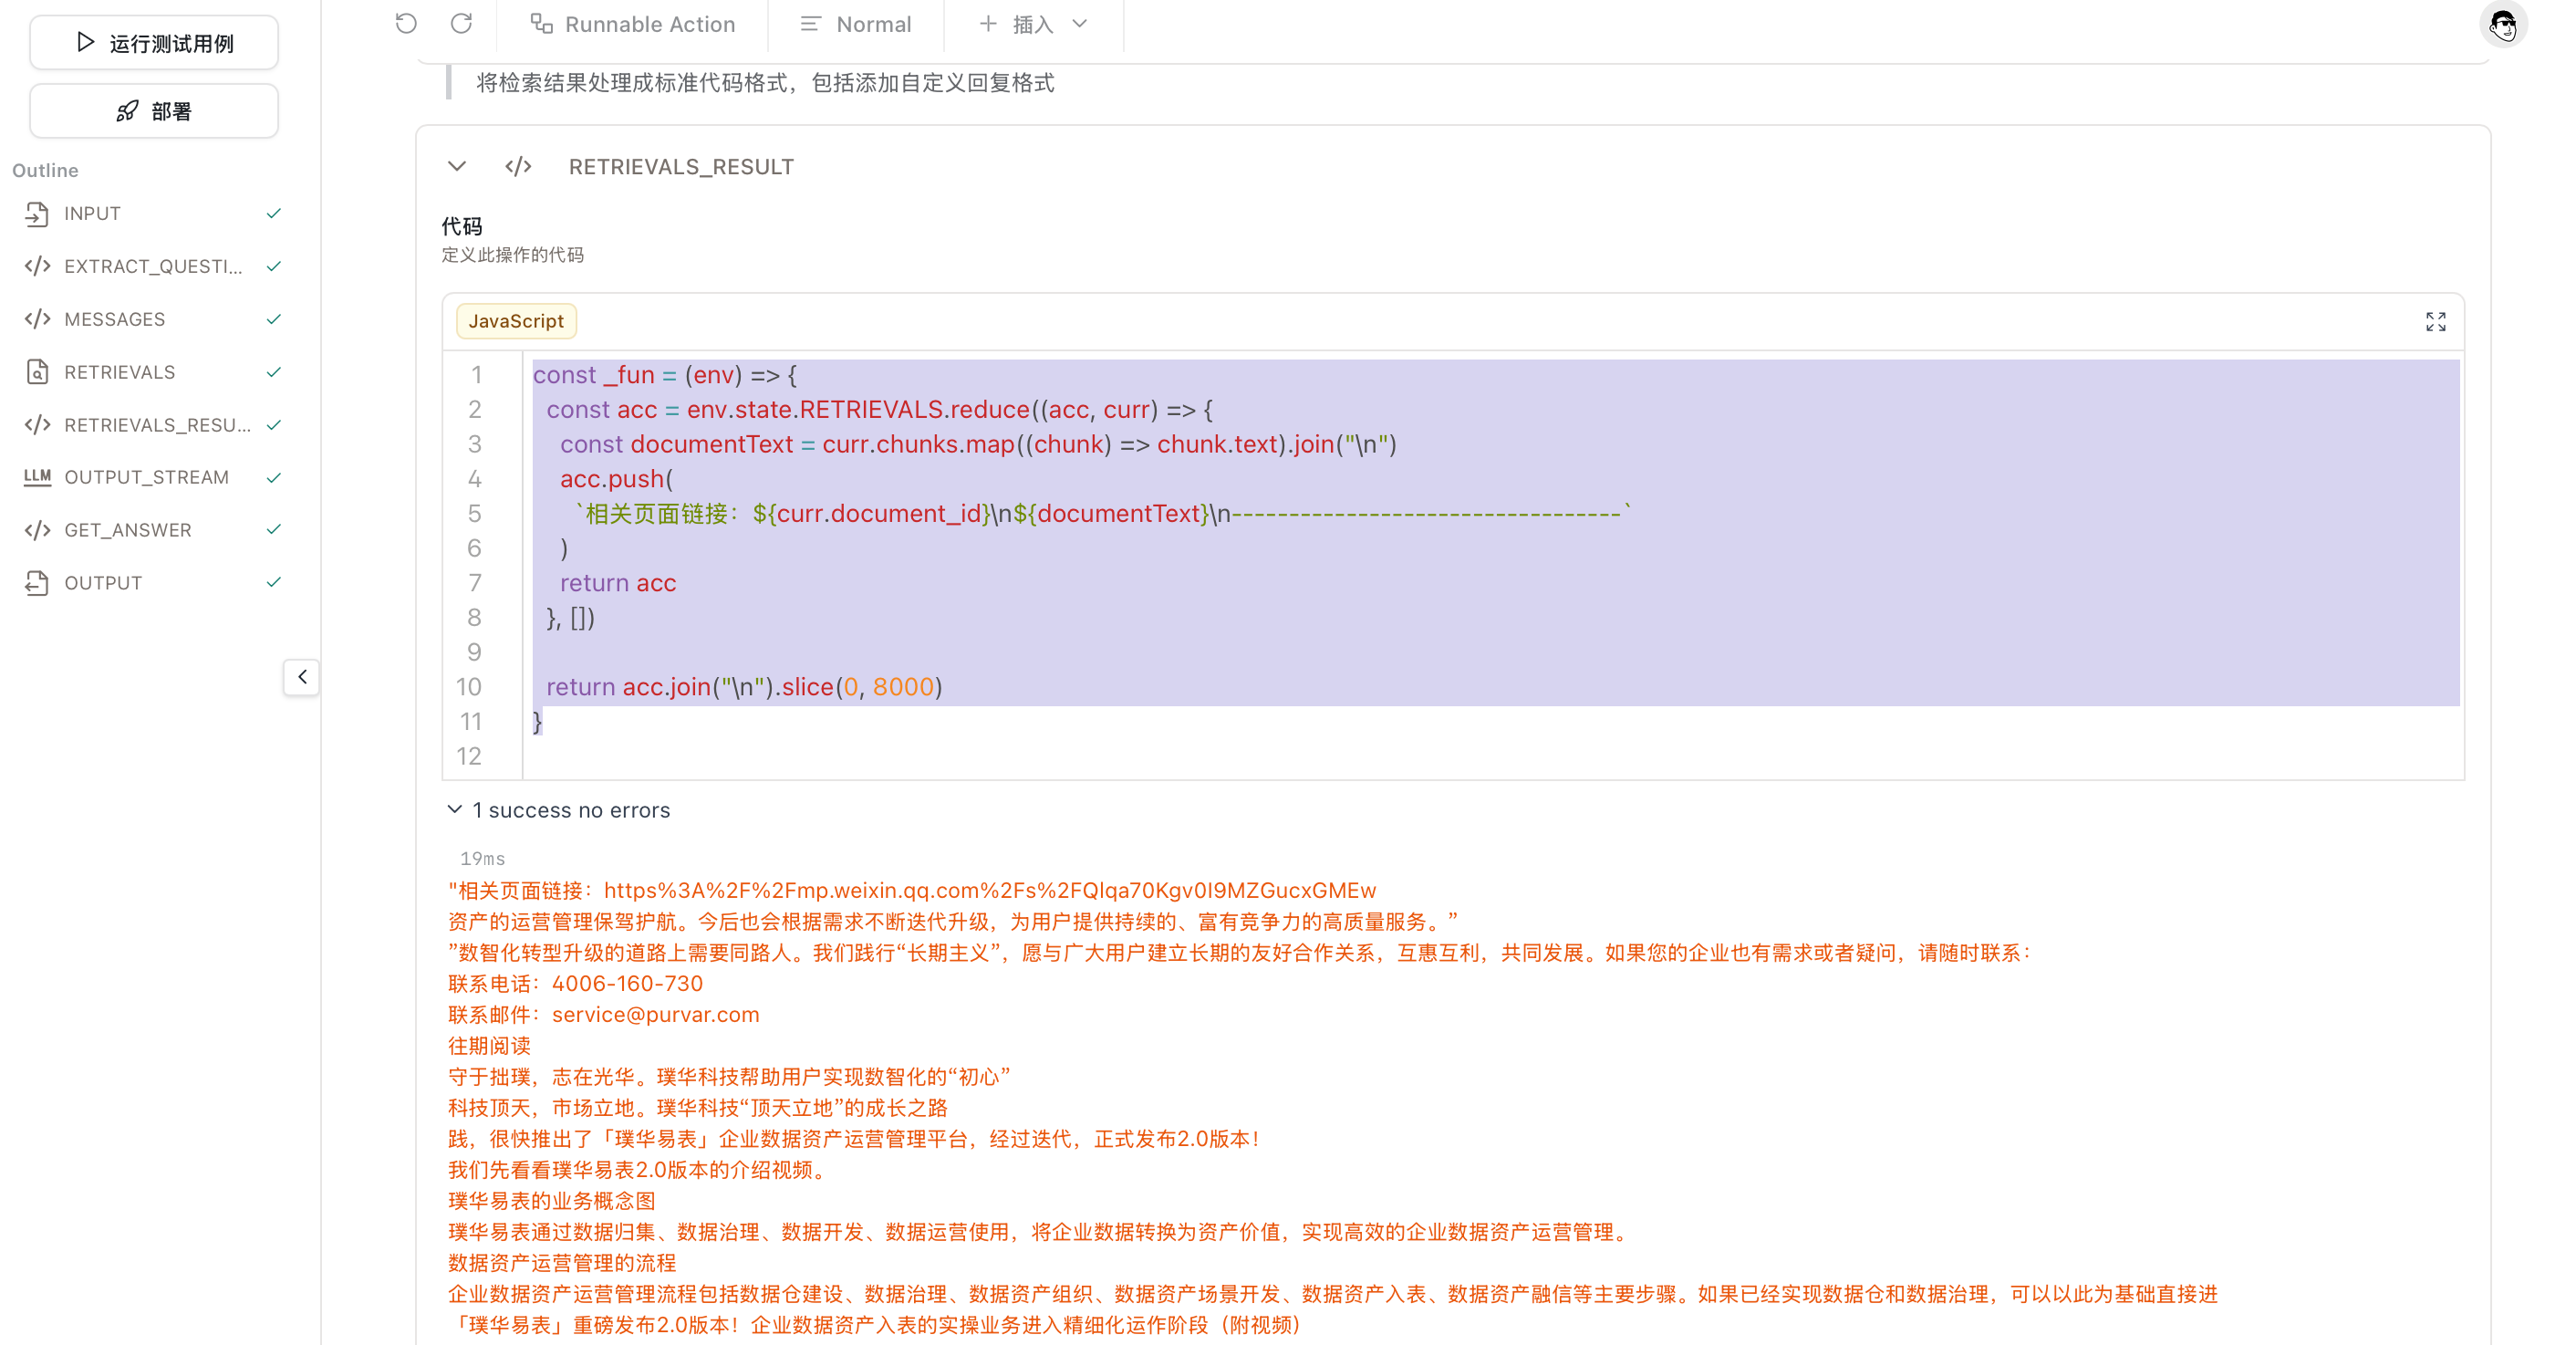 运行测试用例
部署
Outline
INPUT
EXTRACT_QUESTI...
MESSAGES
RETRIEVALS
RETRIEVALS_RESU...
LLM OUTPUT_STREAM
GET_ANSWER
OUTPUT
Runnable Action
Normal
插入
将检索结果处理成标准代码格式，包括添加自定义回复格式
</> RETRIEVALS_RESULT
代码
定义此操作的代码
JavaScript
1 const _fun = (env) => {
2 const acc = env.state.RETRIEVALS.reduce((acc, curr) => {
3 const documentText = curr.chunks.map((chunk) => chunk.text).join("\n")
4 acc.push(
5 `相关页面链接：${curr.document_id}\n${documentText}\n----------------------------------`
6 )
7 return acc
8 }, [])
9
10 return acc.join("\n").slice(0, 8000)
11 }
12
1 success no errors
19ms
"相关页面链接：https%3A%2F%2Fmp.weixin.qq.com%2Fs%2FQlqa70Kgv0I9MZGucxGMEw
资产的运营管理保驾护航。今后也会根据需求不断迭代升级，为用户提供持续的、富有竞争力的高质量服务。”
”数智化转型升级的道路上需要同路人。我们践行“长期主义”，愿与广大用户建立长期的友好合作关系，互惠互利，共同发展。如果您的企业也有需求或者疑问，请随时联系：
联系电话：4006-160-730
联系邮件：service@purvar.com
往期阅读
守于拙璞，志在光华。璞华科技帮助用户实现数智化的“初心”
科技顶天，市场立地。璞华科技“顶天立地”的成长之路
践，很快推出了「璞华易表」企业数据资产运营管理平台，经过迭代，正式发布2.0版本！
我们先看看璞华易表2.0版本的介绍视频。
璞华易表的业务概念图
璞华易表通过数据归集、数据治理、数据开发、数据运营使用，将企业数据转换为资产价值，实现高效的企业数据资产运营管理。
数据资产运营管理的流程
企业数据资产运营管理流程包括数据仓建设、数据治理、数据资产组织、数据资产场景开发、数据资产入表、数据资产融信等主要步骤。如果已经实现数据仓和数据治理，可以以此为基础直接进
「璞华易表」重磅发布2.0版本！企业数据资产入表的实操业务进入精细化运作阶段（附视频）